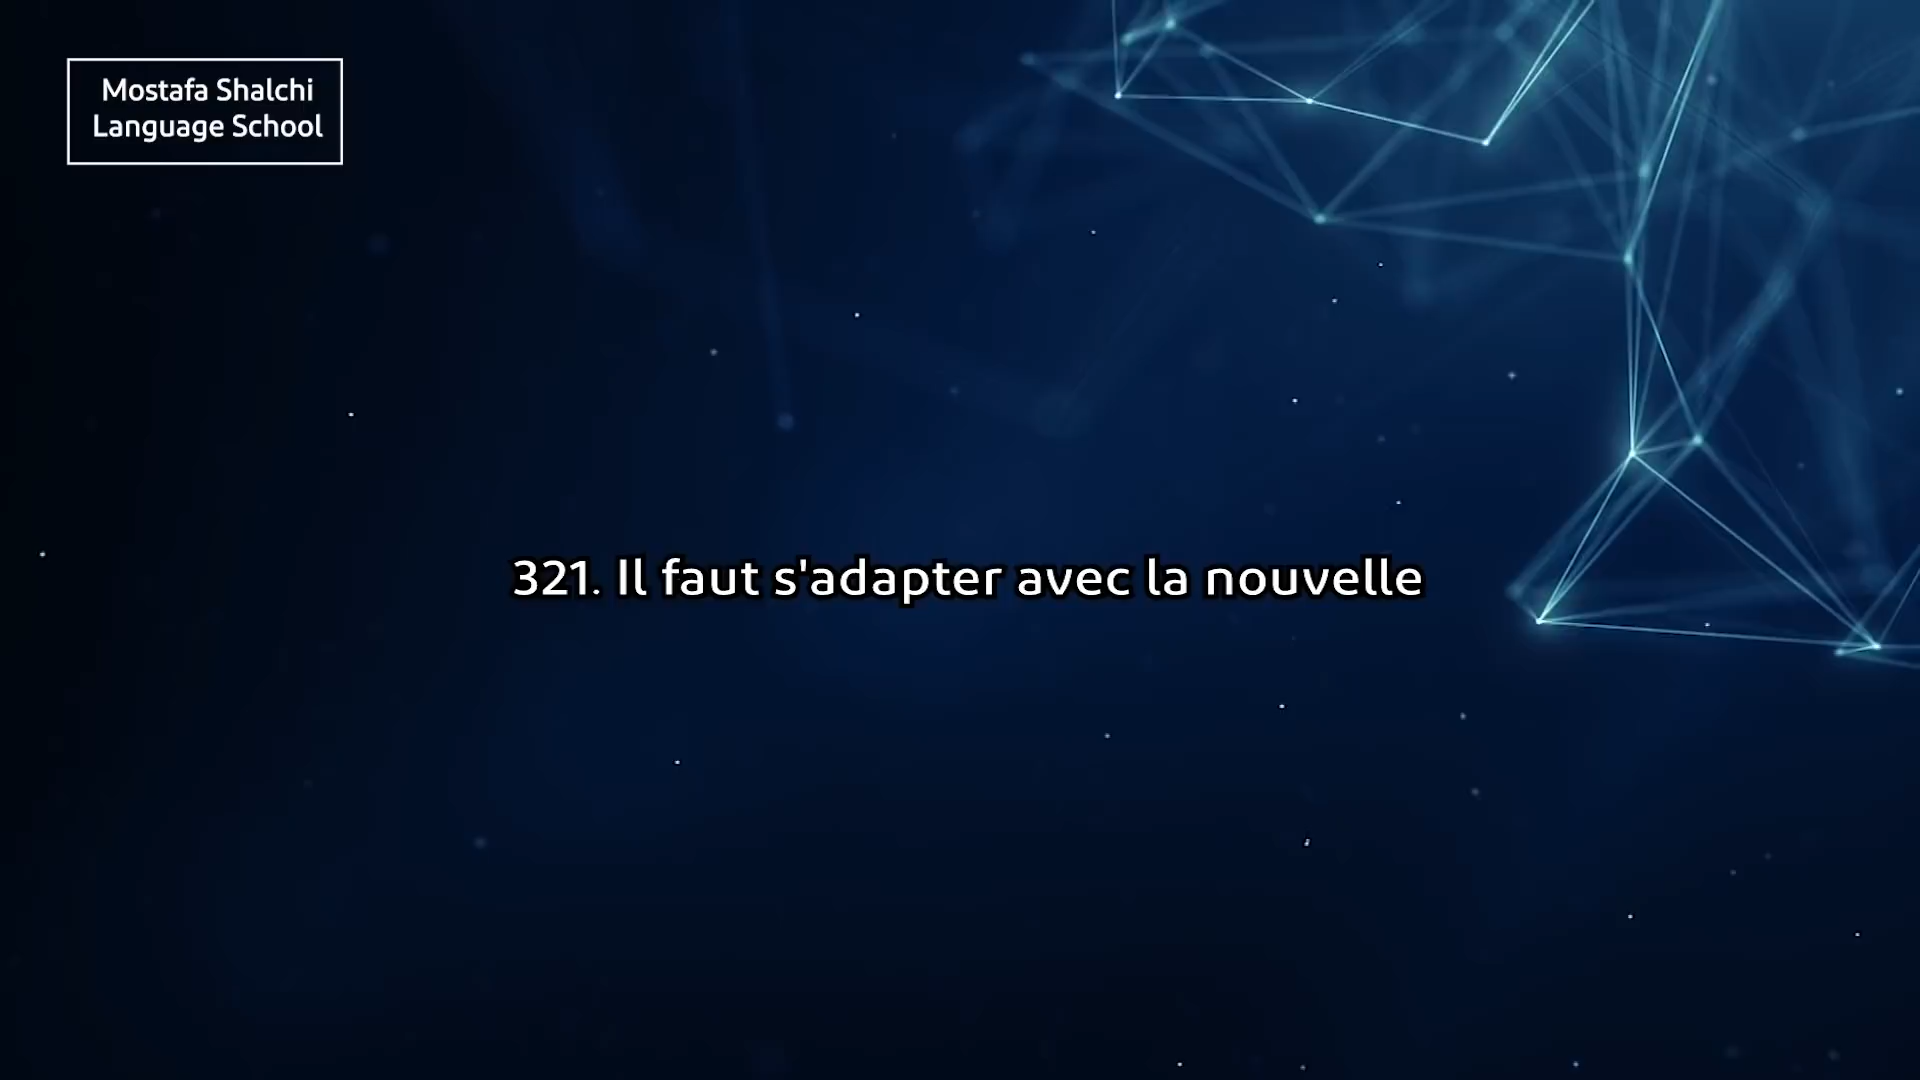 Mostafa Shalchi
Language School
321. Il faut s'adapter avec la nouvelle